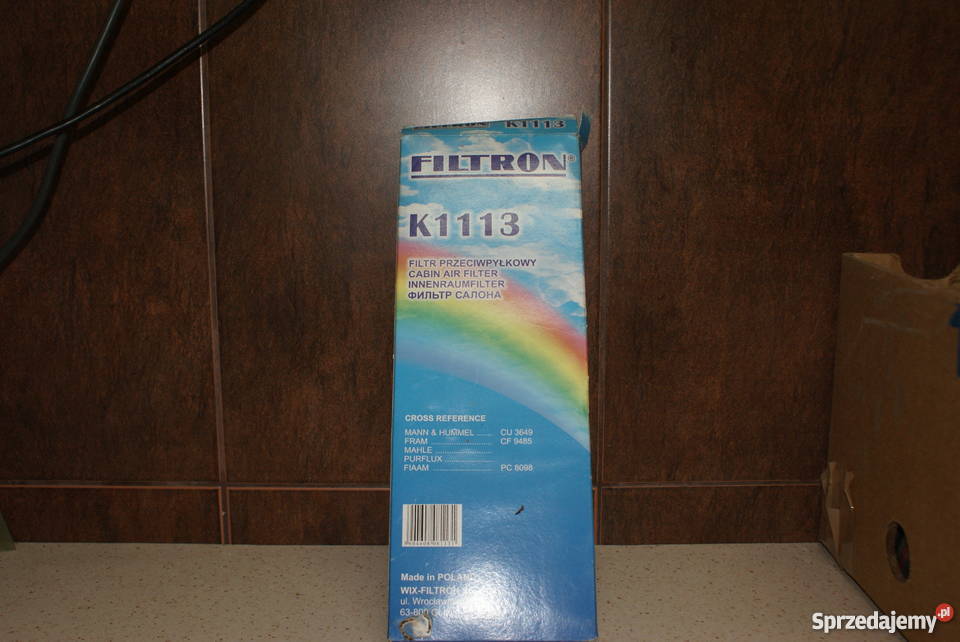 FILTRON K1113
FILTRON®
K1113
FILTR PRZECIWPYŁKOWY
CABIN AIR FILTER
INNENRAUMFILTER
ФИЛЬТР САЛОНА
CROSS REFERENCE
MANN & HUMMEL ...... CU 3649
FRAM ...................... CF 9485
MAHLE ......................
PURFLUX ..................
FIAAM ...................... PC 8098
Made in POLAND
WIX-FILTRON
ul.
63-800
Sprzedajemy.pl